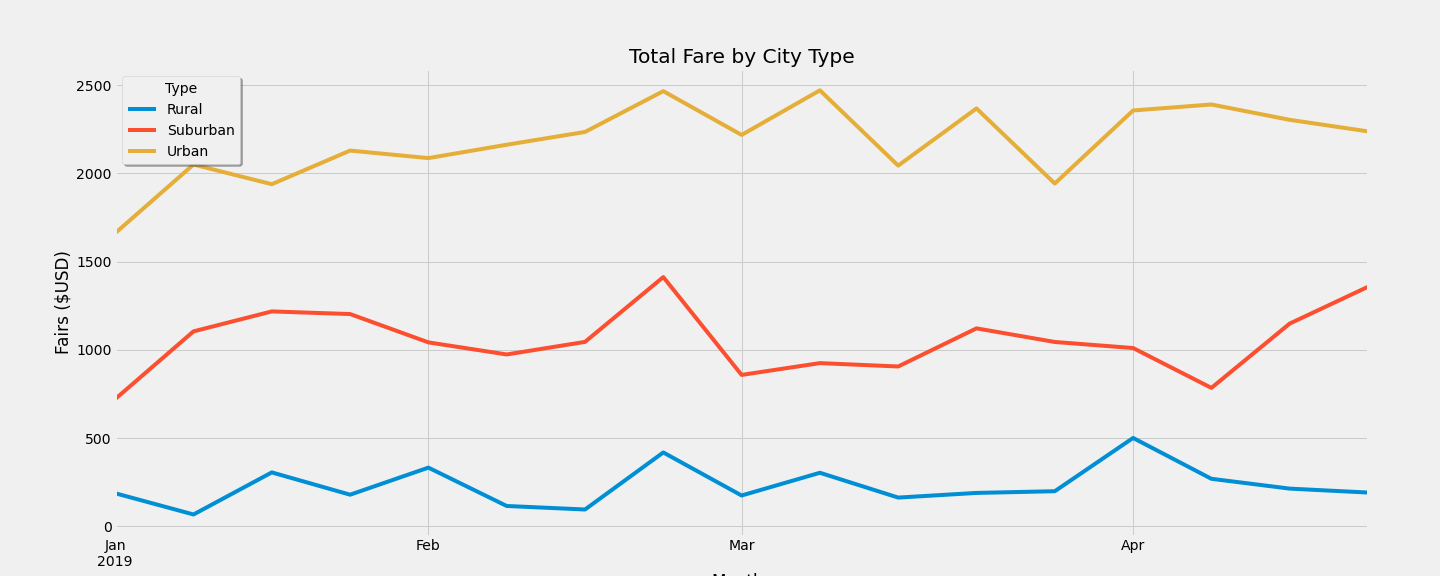 Total Fare by City Type
Type
Rural
Suburban
Urban
Fairs ($USD)
2500
2000
1500
1000
500
0
Jan
2019
Feb
Mar
Apr